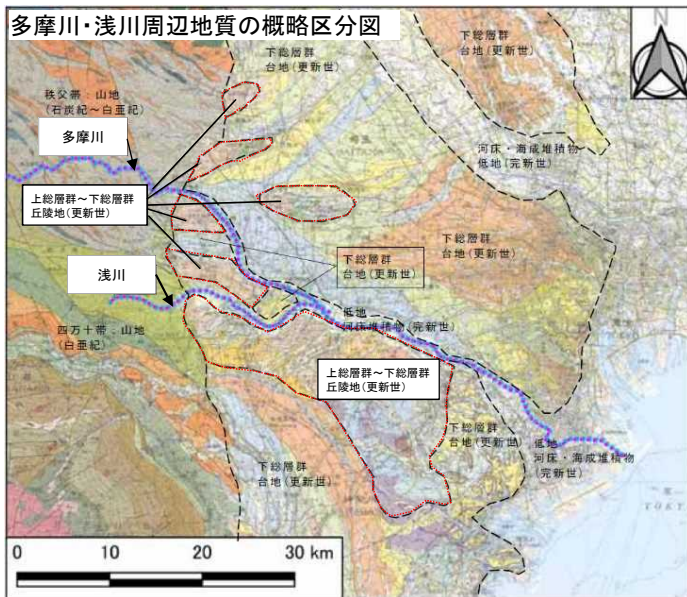 多摩川・浅川周辺地質の概略区分図
N
下総層群
台地(更新世)
下総層群
台地(更新世)
秩父帯:山地
(石炭紀~白亜紀)
多摩川
河床・海成堆積物
低地(完新世)
上総層群~下総層群
丘陵地(更新世)
下総層群
台地(更新世)
下総層群
台地(更新世)
浅川
低地
河床堆積物(完新世)
四万十帯:山地
(白亜紀)
上総層群~下総層群
丘陵地(更新世)
下総層群
台地(更新世)
低地
河床・海成堆積物
(完新世)
下総層群
台地(更新世)
TOKY
0 10 20 30 km